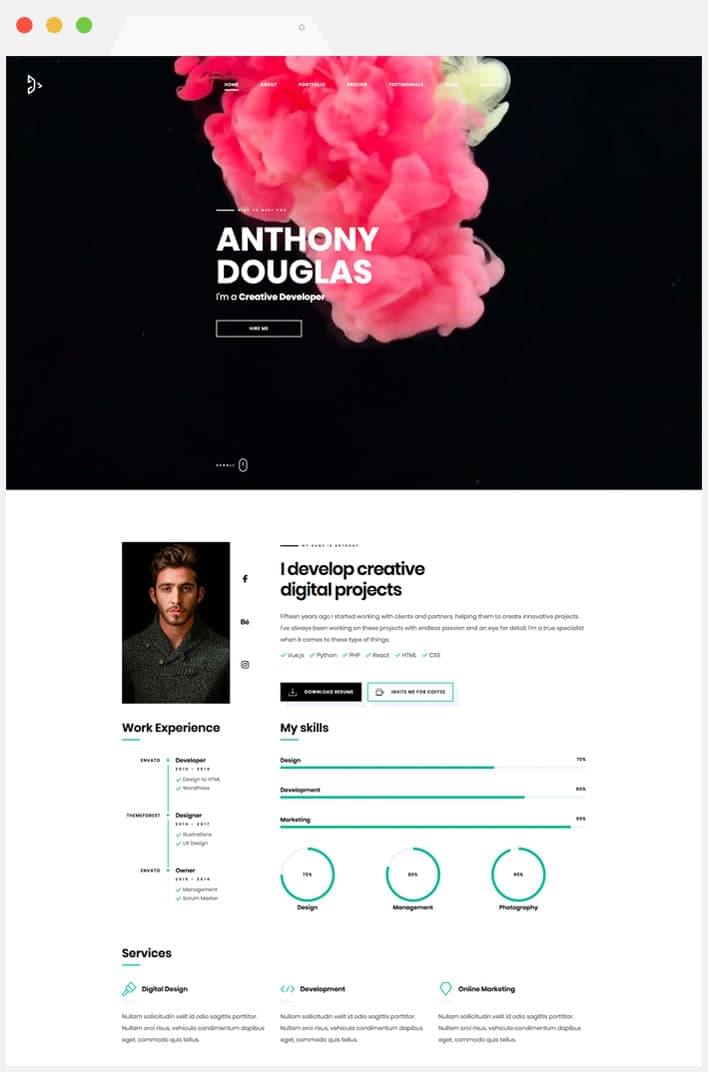 HOME ABOUT PORTFOLIO PRICING TESTIMONIALS BLOG
NICE TO MEET YOU
ANTHONY
DOUGLAS
I'm a Creative Developer
HIRE ME
SCROLL
MY NAME IS ANTHONY
I develop creative
digital projects
Fifteen years ago I started working with clients and partners, helping them to create innovative projects.
I've always been working on these projects with endless passion and an eye for detail. I'm a true specialist
when it comes to these type of things.
Vue.js Python PHP React HTML CSS
DOWNLOAD RESUME INVITE ME FOR COFFEE
Bē
Work Experience
ENVATO Developer
Design to HTML
WordPress
THEMEFOREST Designer
2016 - 2017
Illustrations
UX Design
ENVATO Owner
Management
Scrum Master
My skills
Design 70%
Development 80%
Marketing 95%
75% 80% 95%
Design Management Photography
Services
Digital Design Development Online Marketing
Nullam sollicitudin velit id odio sagittis porttitor. Nullam sollicitudin velit id odio sagittis porttitor. Nullam sollicitudin velit id odio sagittis porttitor.
Nullam orci risus, vehicula condimentum dapibus Nullam orci risus, vehicula condimentum dapibus Nullam orci risus, vehicula condimentum dapibus
eget, commodo quis tellus. eget, commodo quis tellus. eget, commodo quis tellus.